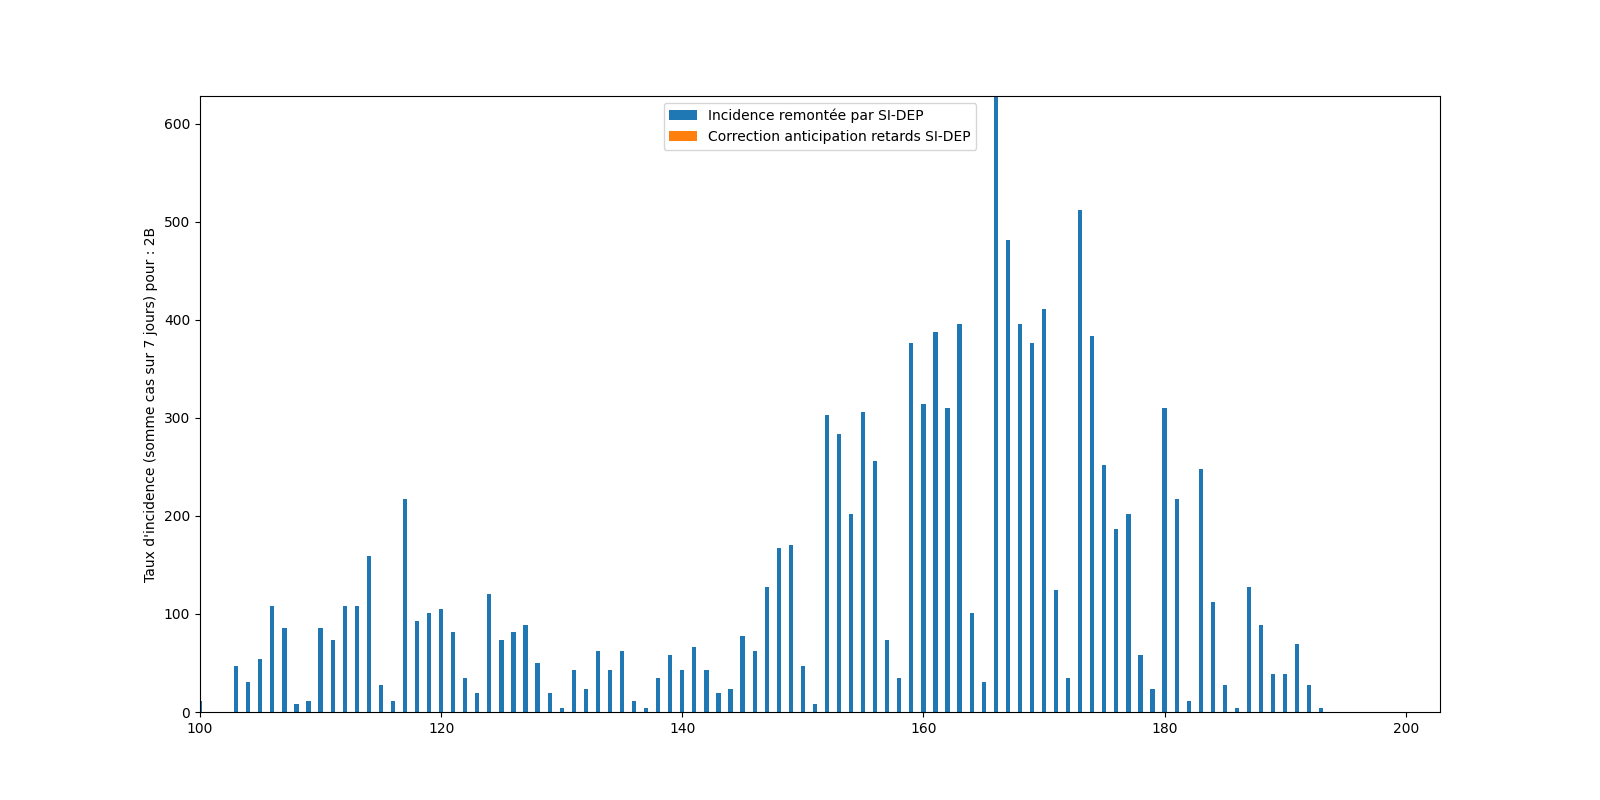 Incidence remontée par SI-DEP
Correction anticipation retards SI-DEP
Taux d'incidence (somme cas sur 7 jours) pour : 2B
600
500
400
300
200
100
0
100 120 140 160 180 200